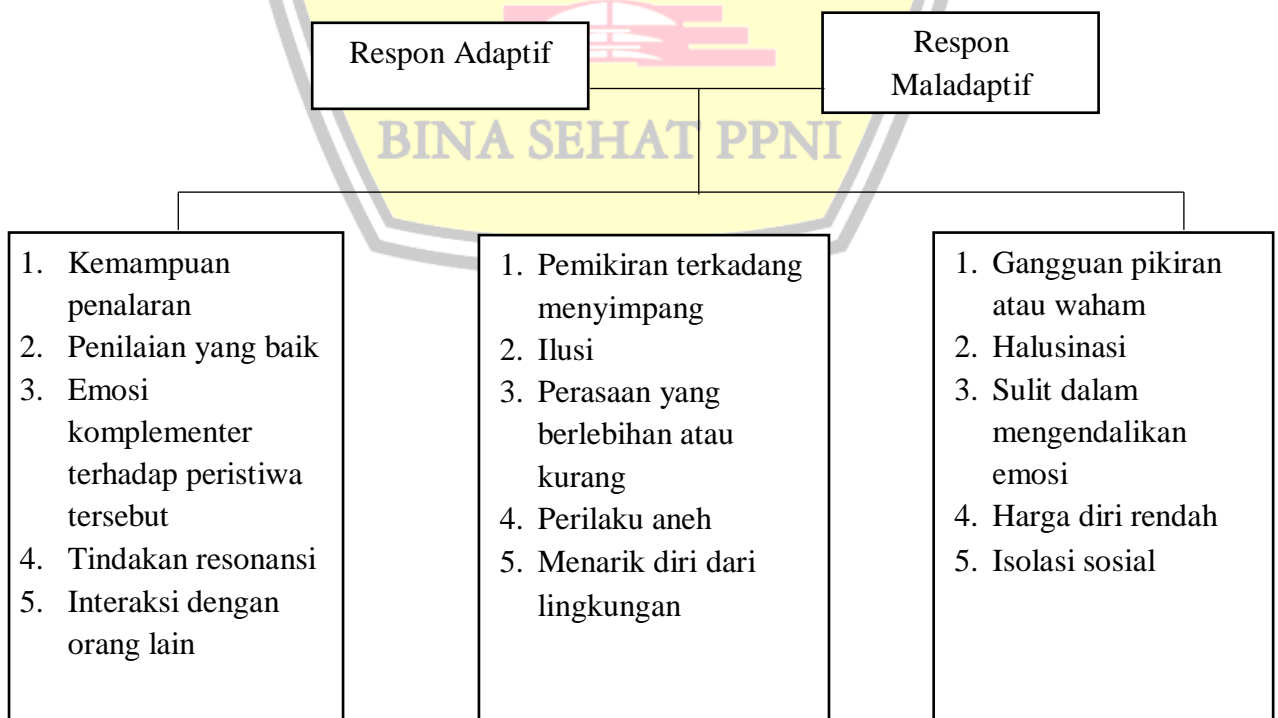 Respon Adaptif
Respon
Maladaptif
BINA SEHAT PPNI
1. Kemampuan
penalaran
2. Penilaian yang baik
3. Emosi
komplementer
terhadap peristiwa
tersebut
4. Tindakan resonansi
5. Interaksi dengan
orang lain
1. Pemikiran terkadang
menyimpang
2. Ilusi
3. Perasaan yang
berlebihan atau
kurang
4. Perilaku aneh
5. Menarik diri dari
lingkungan
1. Gangguan pikiran
atau waham
2. Halusinasi
3. Sulit dalam
mengendalikan
emosi
4. Harga diri rendah
5. Isolasi sosial